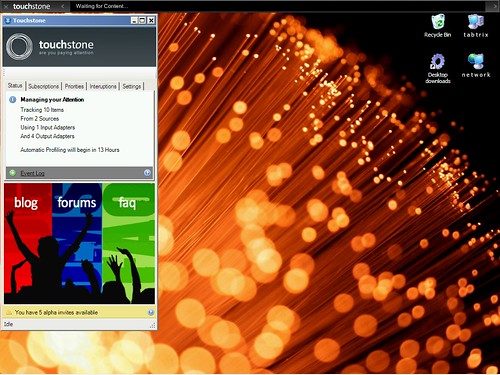 touchstone
Waiting for Content...
Touchstone
touchstone
are you paying attention
Status
Subscriptions
Priorities
Interuptions
Settings
Managing your Attention
Tracking 10 Items
From 2 Sources
Using 1 Input Adapters
And 4 Output Adapters
Automatic Profiling will begin in 13 Hours
Event Log
blog
forums
faq
You have 5 alpha invites available
Idle
Recycle Bin
tabtrix
Desktop
downloads
network